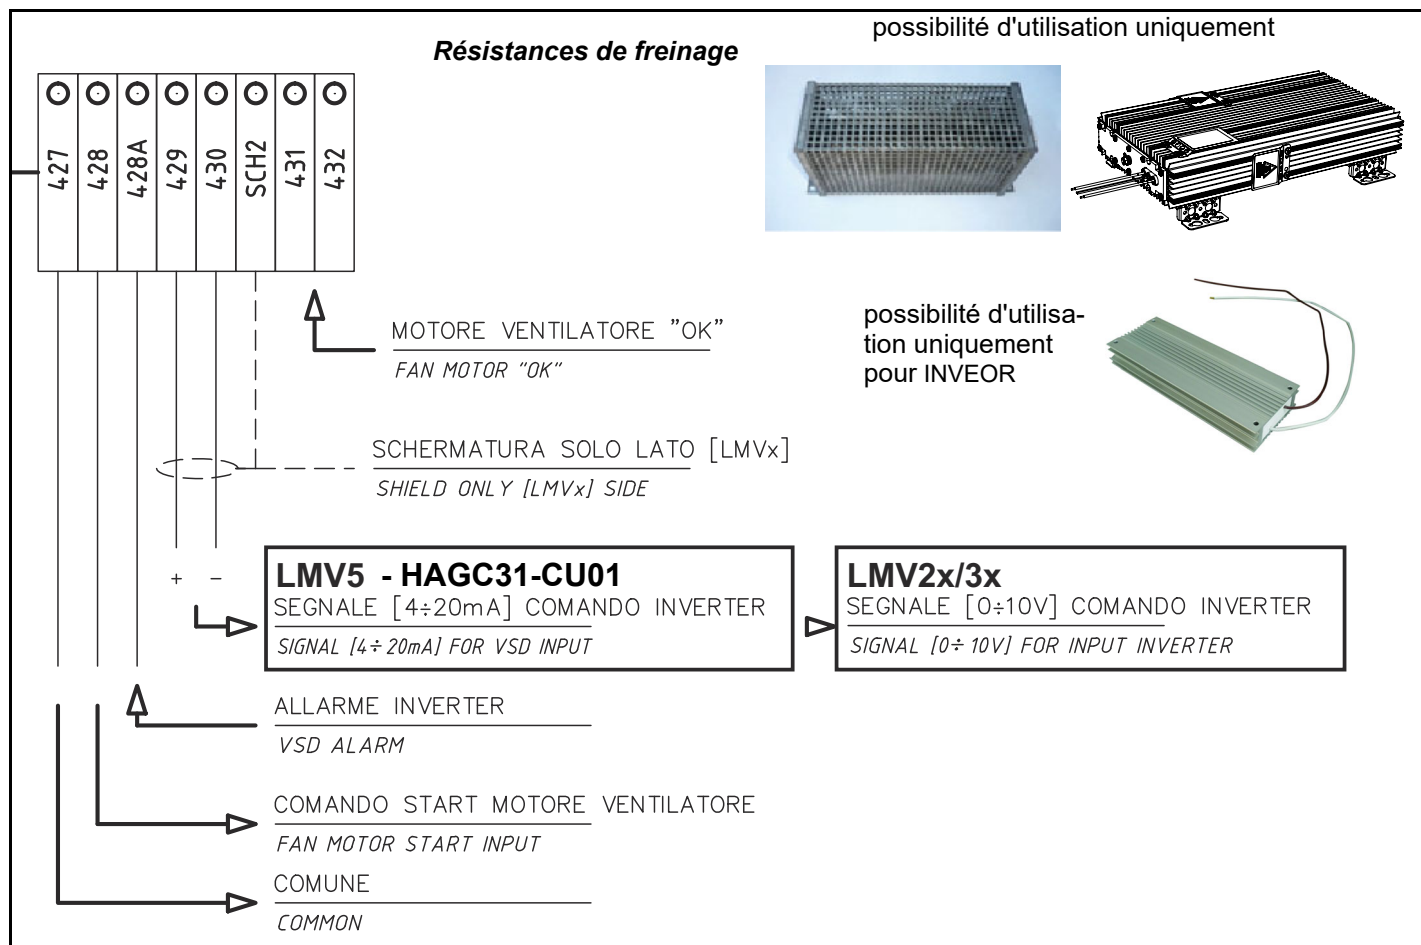 possibilité d'utilisation uniquement
Résistances de freinage
427
428
428A
429
430
SCH2
431
432
MOTORE VENTILATORE "OK"
FAN MOTOR "OK"
possibilité d'utilisa-
tion uniquement
pour INVEOR
SCHERMATURA SOLO LATO [LMVx]
SHIELD ONLY [LMVx] SIDE
+ −
LMV5 - HAGC31-CU01
SEGNALE [4÷20mA] COMANDO INVERTER
SIGNAL [4÷20mA] FOR VSD INPUT
LMV2x/3x
SEGNALE [0÷10V] COMANDO INVERTER
SIGNAL [0÷10V] FOR INPUT INVERTER
ALLARME INVERTER
VSD ALARM
COMANDO START MOTORE VENTILATORE
FAN MOTOR START INPUT
COMUNE
COMMON